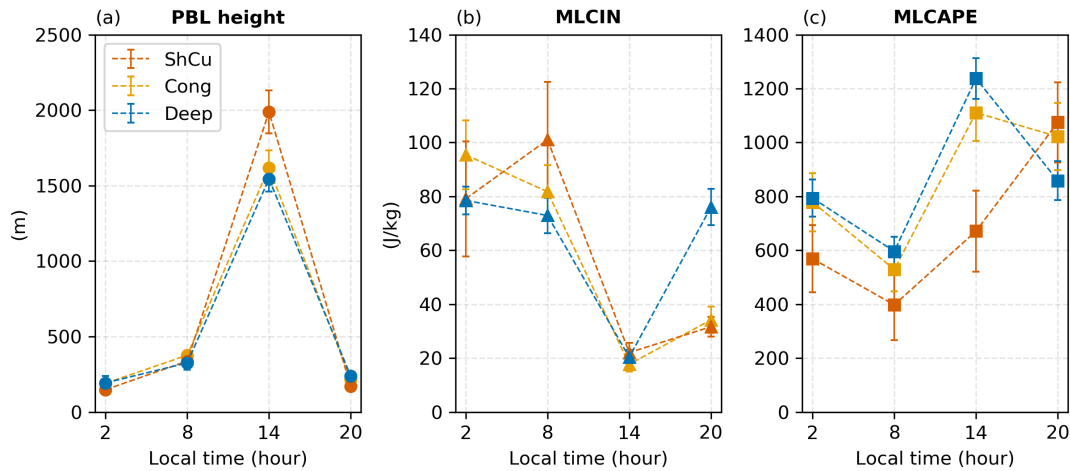 (a) PBL height
2500
2000
1500
1000
500
0
(m)
ShCu
Cong
Deep
2 8 14 20
Local time (hour)
(b) MLCIN
140
120
100
80
60
40
20
0
(J/kg)
2 8 14 20
Local time (hour)
(c) MLCAPE
1400
1200
1000
800
600
400
200
0
2 8 14 20
Local time (hour)